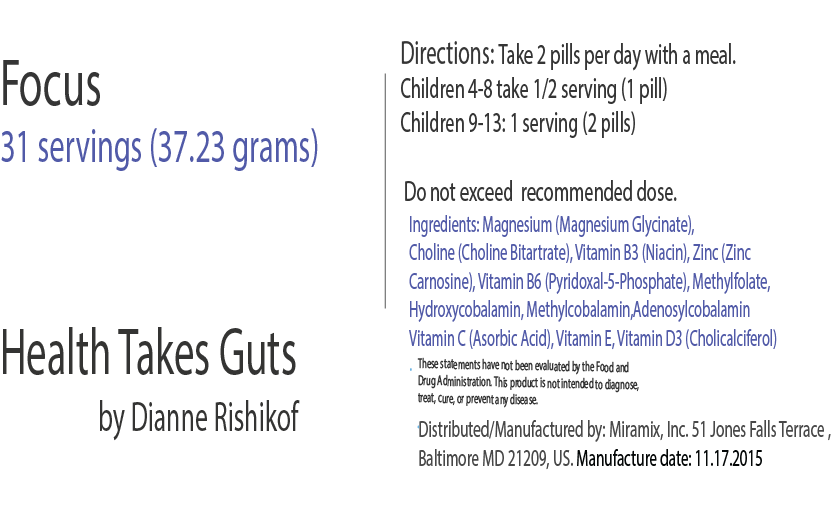 Focus
31 servings (37.23 grams)
Health Takes Guts
by Dianne Rishikof
Directions: Take 2 pills per day with a meal.
Children 4-8 take 1/2 serving (1 pill)
Children 9-13: 1 serving (2 pills)
Do not exceed recommended dose.
Ingredients: Magnesium (Magnesium Glycinate),
Choline (Choline Bitartrate), Vitamin B3 (Niacin), Zinc (Zinc
Carnosine), Vitamin B6 (Pyridoxal-5-Phosphate), Methylfolate,
Hydroxycobalamin, Methylcobalamin,Adenosylcobalamin
Vitamin C (Asorbic Acid), Vitamin E, Vitamin D3 (Cholicalciferol)
These statements have not been evaluated by the Food and
Drug Administration. This product is not intended to diagnose,
treat, cure, or prevent any disease.
Distributed/Manufactured by: Miramix, Inc. 51 Jones Falls Terrace ,
Baltimore MD 21209, US. Manufacture date: 11.17.2015